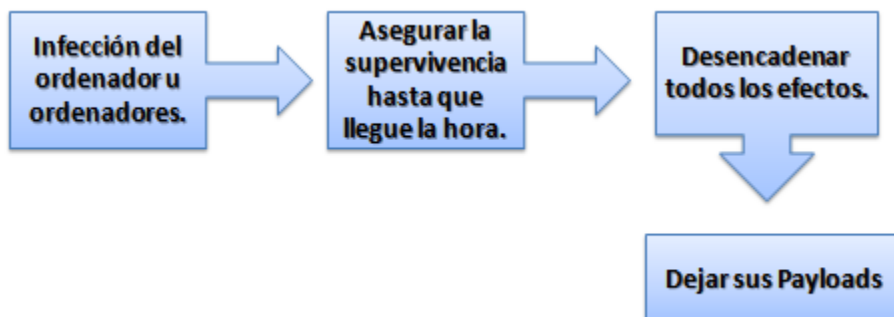 Infección del
ordenador u
ordenadores.
Asegurar la
supervivencia
hasta que
llegue la hora.
Desencadenar
todos los efectos.
Dejar sus Payloads